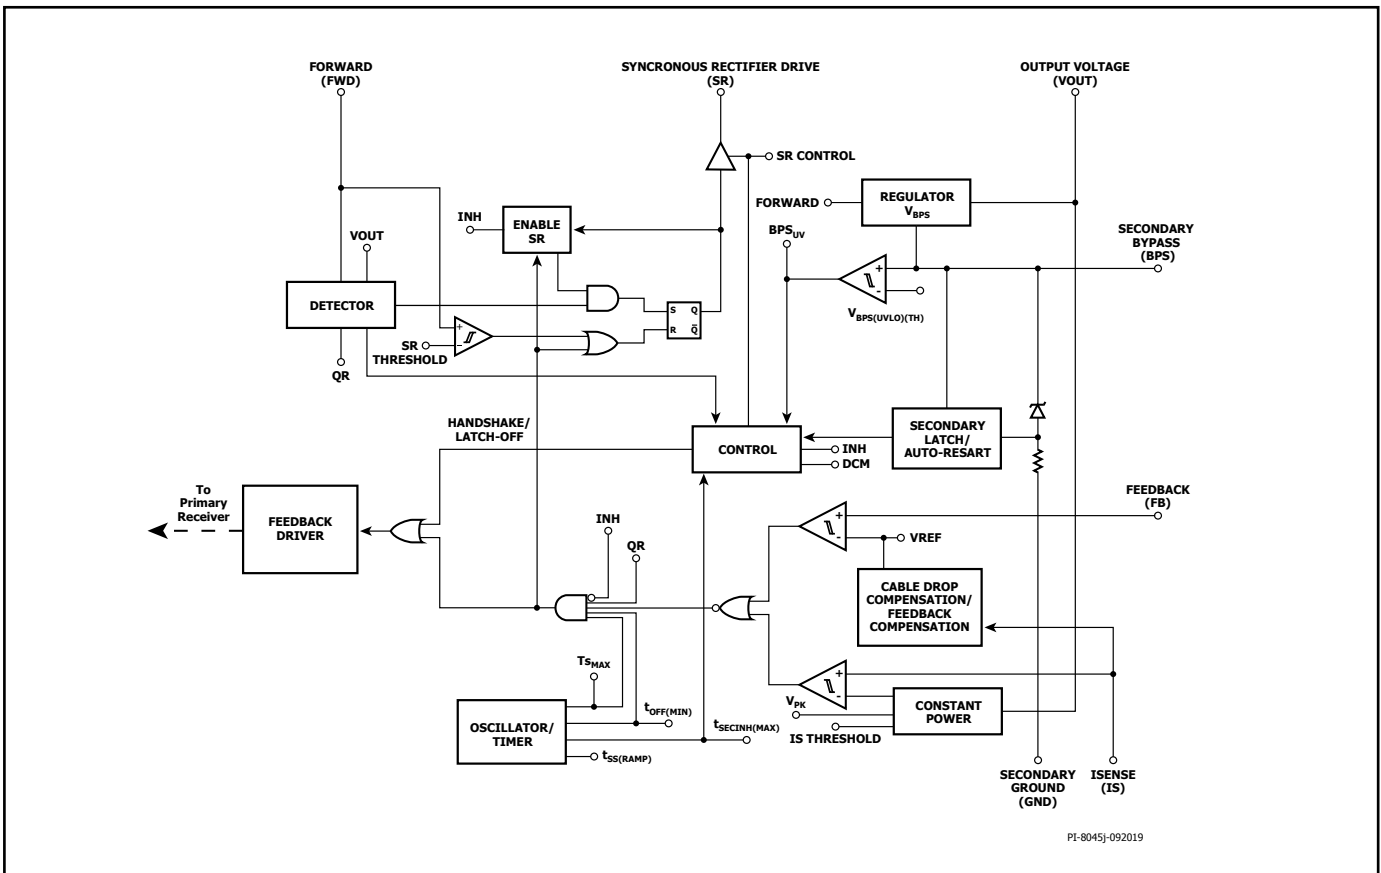 FORWARD
(FWD)
SYNCRONOUS RECTIFIER DRIVE
(SR)
OUTPUT VOLTAGE
(VOUT)
SR CONTROL
REGULATOR
VBPS
FORWARD
INH
ENABLE
SR
BPSUV
SECONDARY
BYPASS
(BPS)
VOUT
+
-
DETECTOR
S Q
R Q̅
VBPS(UVLO)(TH)
+
−
SR
THRESHOLD
QR
HANDSHAKE/
LATCH-OFF
CONTROL
SECONDARY
LATCH/
AUTO-RESART
INH
DCM
To
Primary
Receiver
FEEDBACK
DRIVER
FEEDBACK
(FB)
INH
QR
+
-
VREF
CABLE DROP
COMPENSATION/
FEEDBACK
COMPENSATION
TsMAX
+
-
OSCILLATOR/
TIMER
tOFF(MIN)
tSECINH(MAX)
tSS(RAMP)
VPK
IS THRESHOLD
CONSTANT
POWER
SECONDARY
GROUND
(GND)
ISENSE
(IS)
PI-8045j-092019